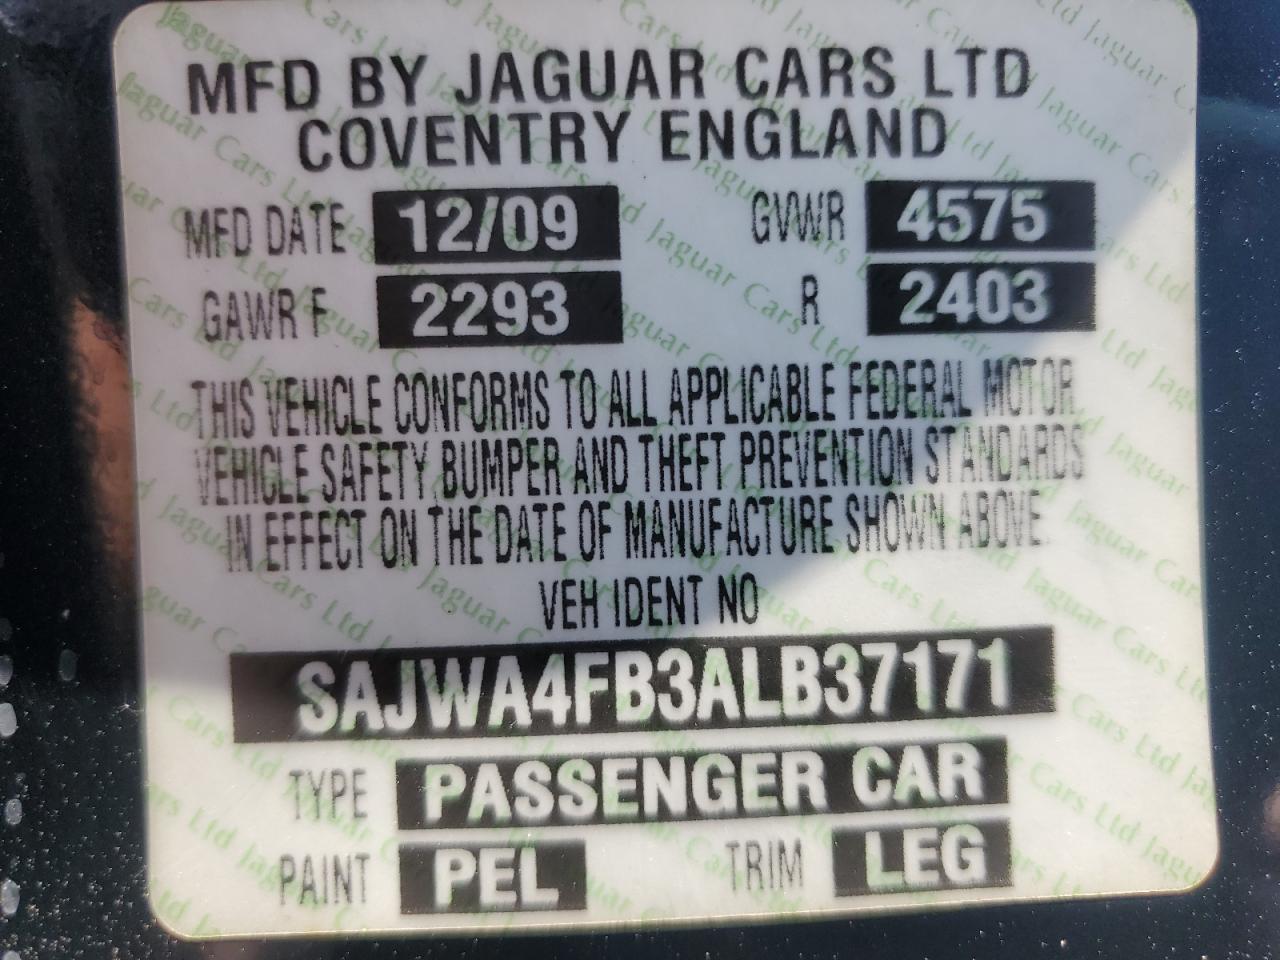 MFD BY JAGUAR CARS LTD
COVENTRY ENGLAND
MFD DATE 12/09 GVWR 4575
GAWR F 2293 R 2403
THIS VEHICLE CONFORMS TO ALL APPLICABLE FEDERAL MOTOR
VEHICLE SAFETY, BUMPER AND THEFT PREVENTION STANDARDS
IN EFFECT ON THE DATE OF MANUFACTURE SHOWN ABOVE.
VEH IDENT NO
SAJWA4FB3ALB37171
TYPE PASSENGER CAR
PAINT PEL TRIM LEG